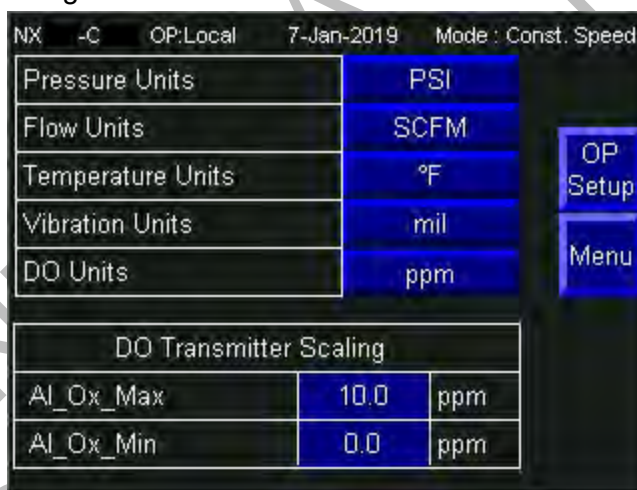 NX -C OP:Local 7-Jan-2019 Mode : Const. Speed
Pressure Units PSI
Flow Units SCFM
Temperature Units °F
Vibration Units mil
DO Units ppm
OP
Setup
Menu
DO Transmitter Scaling
AI_Ox_Max 10.0 ppm
AI_Ox_Min 0.0 ppm